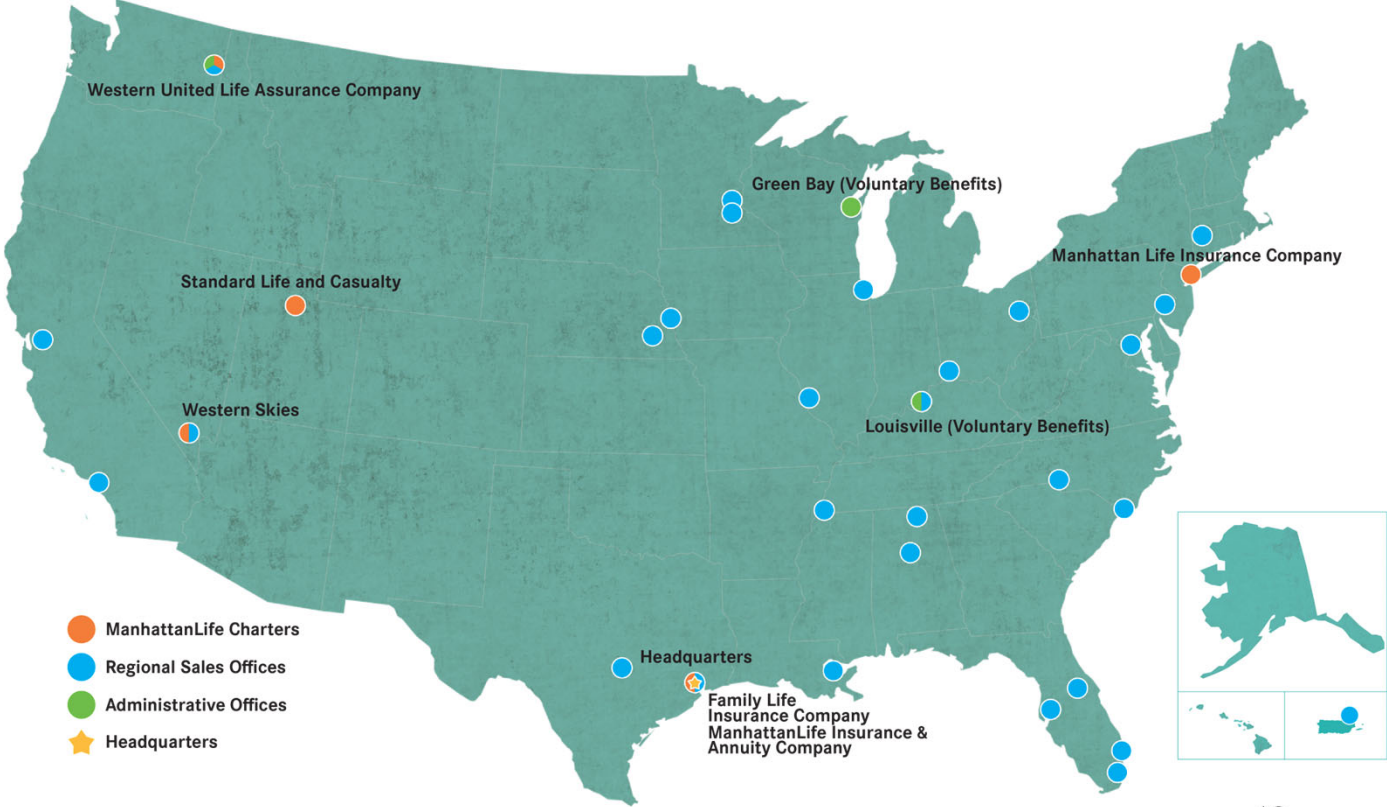 Western United Life Assurance Company
Green Bay (Voluntary Benefits)
Manhattan Life Insurance Company
Standard Life and Casualty
Western Skies
Louisville (Voluntary Benefits)
Headquarters
Family Life
Insurance Company
ManhattanLife Insurance &
Annuity Company
ManhattanLife Charters
Regional Sales Offices
Administrative Offices
Headquarters